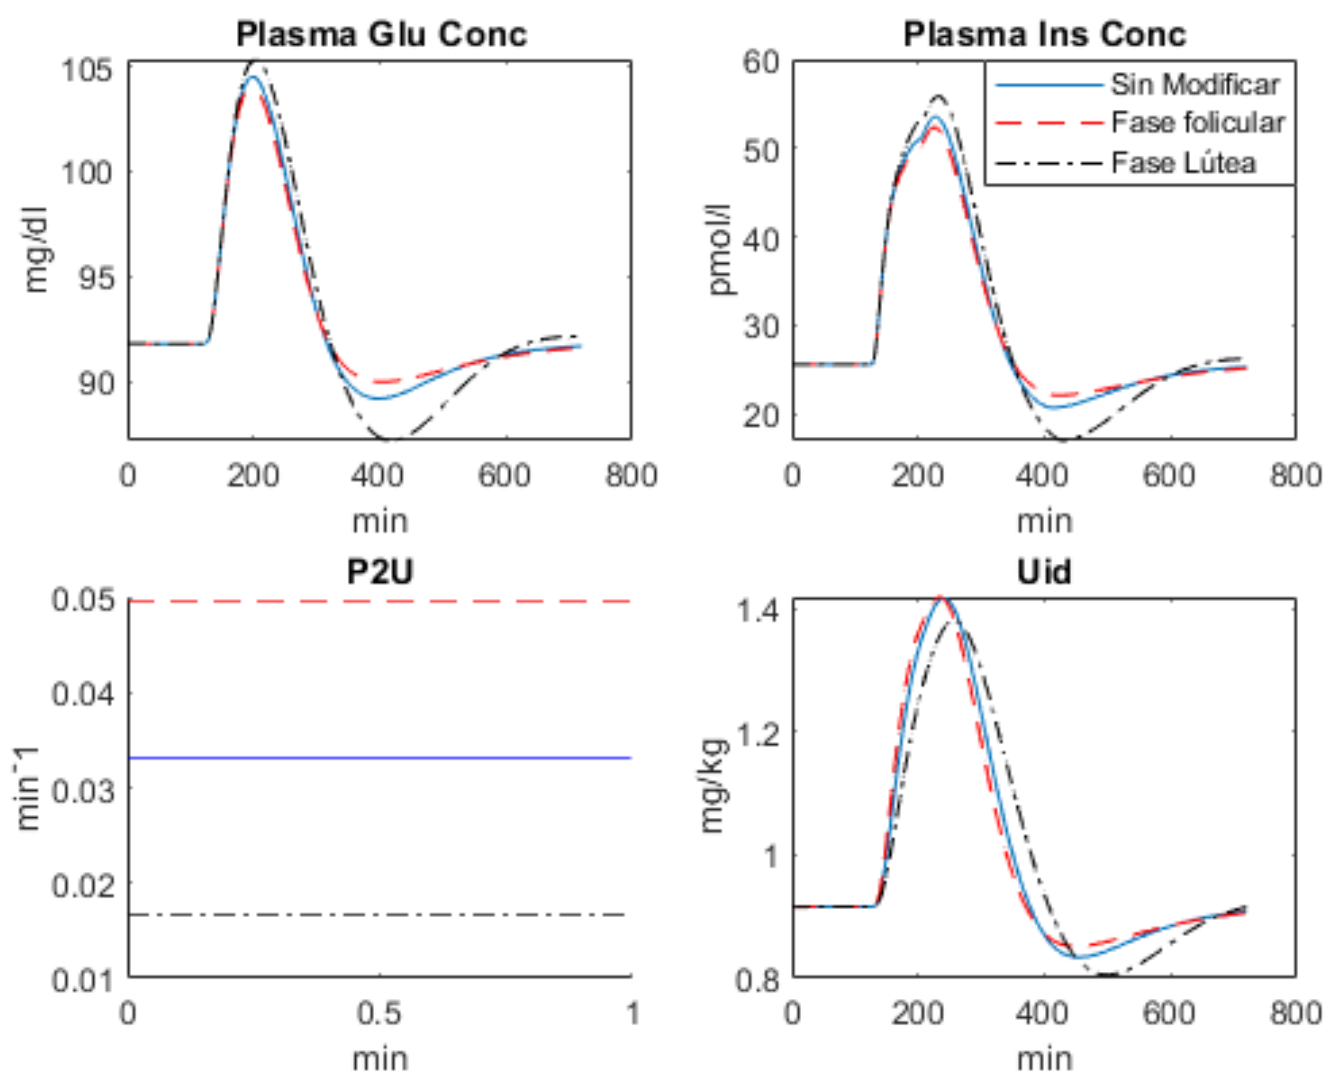 Plasma Glu Conc
105
100
95
90
mg/dl
0 200 400 600 800
min
Plasma Ins Conc
60
50
40
30
20
pmol/l
Sin Modificar
Fase folicular
Fase Lútea
0 200 400 600 800
min
P2U
0.05
0.04
0.03
0.02
0.01
min-1
0 0.5 1
min
Uid
1.4
1.2
1
0.8
mg/kg
0 200 400 600 800
min